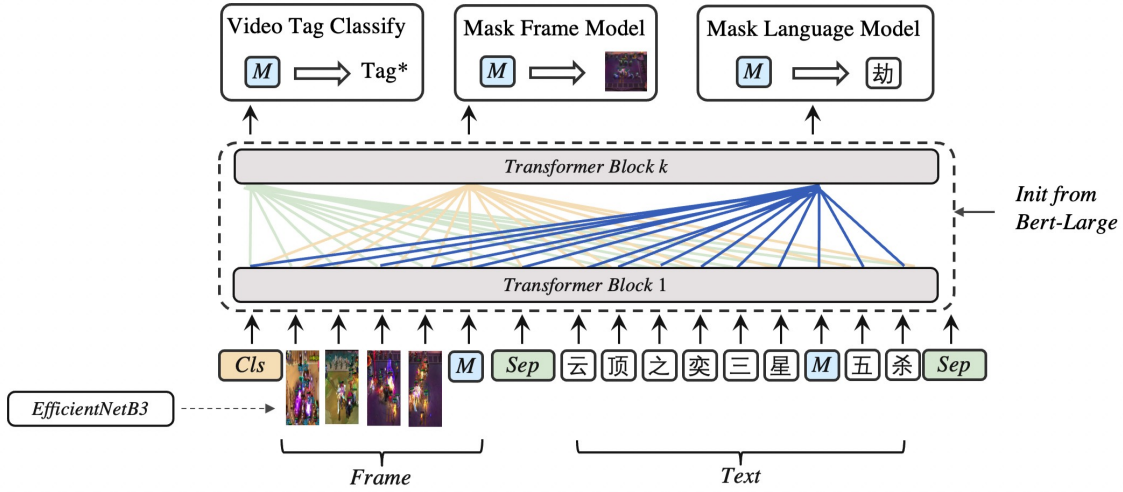 Video Tag Classify
M Tag*
Mask Frame Model
M
Mask Language Model
M 劫
Transformer Block k
Init from
Bert-Large
Transformer Block 1
Cls M Sep 云 顶 之 奕 三 星 M 五 杀 Sep
EfficientNetB3
Frame
Text